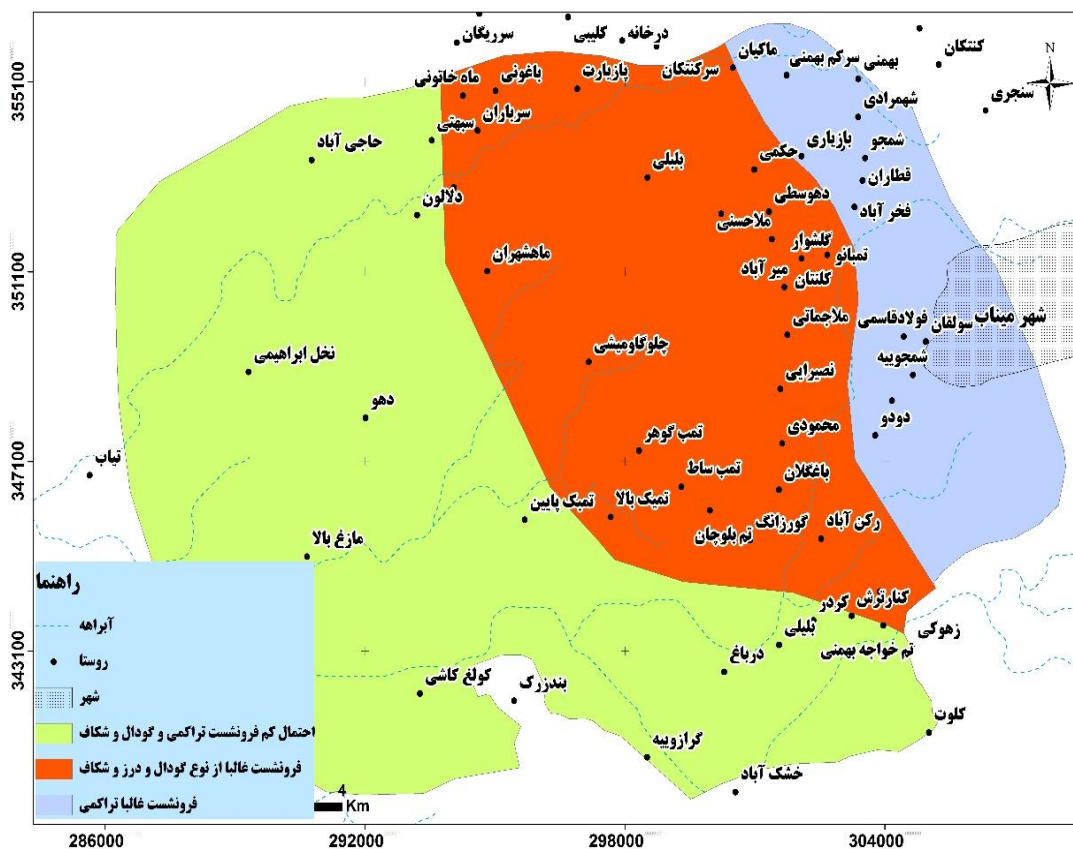 سرریگان
کلیبی
درخانه
کنتکان
N
سنجری
ماه خاتونی
باغونی
بازیارت
سرکنتکان
ماکیان
بهمنی سرکم بهمنی
شهمرادی
شمجو
بازیاری
حکمی
بلبلی
سرباران
سبهتی
حاجی آباد
دلالون
قطاران
فخر آباد
دهوسطی
ملاحسنی
گلشوار
تمبانو
گلنتان
میر آباد
ماهشهران
شهر میناب
سولقان
فولادقاسمی
شمجوییه
ملاجماتی
چلوگاومیشی
نصیرایی
نخل ابراهیمی
دهو
دودو
محمودی
تمب گوهر
تیاب
تمب ساط
باغگلان
تمبک پایین
تمبک بالا
تم بلوچان
گورزانگ
رکن آباد
مازغ بالا
کنارترش
کردر
زهوکی
بلیلی
تم خواجه بهمنی
درباغ
کولغ کاشی
بندزرک
کلوت
گرازوییه
خشک آباد
راهنما
آبراهه
روستا
شهر
احتمال کم فرونشست تراکمی و گودال و شکاف
فرونشست غالبا از نوع گودال و درز و شکاف
فرونشست غالبا تراکمی
4
Km
355100
351100
347100
343100
286000
292000
298000
304000